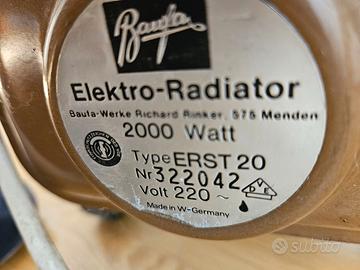 Baufa
Elektro-Radiator
Baufa-Werke Richard Rinker, 575 Menden
2000 Watt
Type ERST 20
Nr 322042
Volt 220 ~
Made in W-Germany
subito